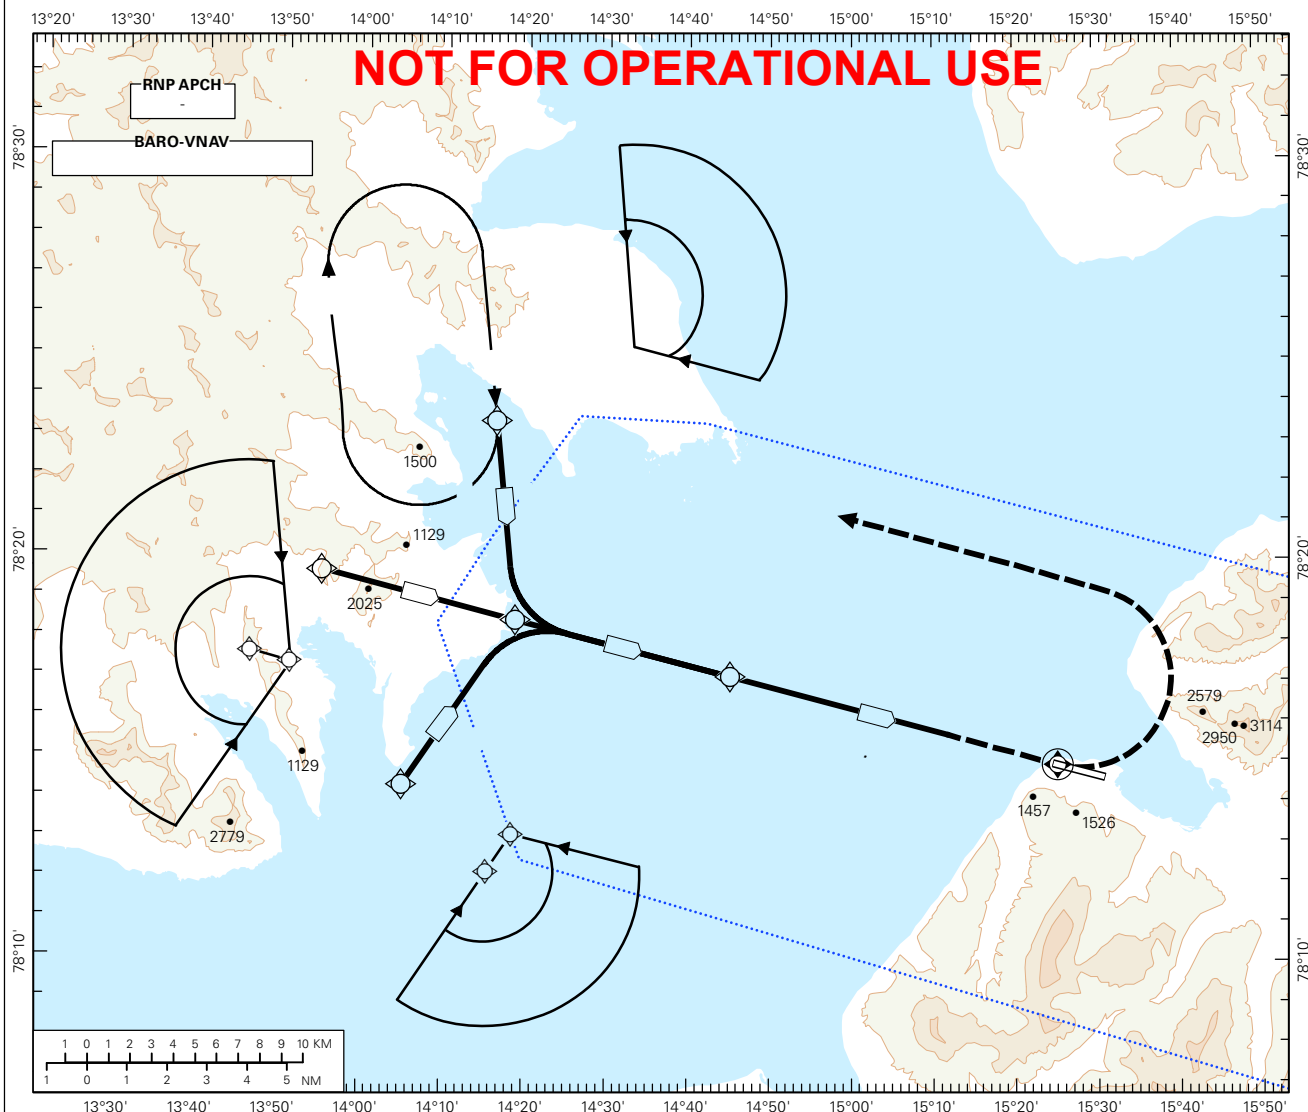 13°20' 13°30' 13°40' 13°50' 14°00' 14°10' 14°20' 14°30' 14°40' 14°50' 15°00' 15°10' 15°20' 15°30' 15°40' 15°50'
NOT FOR OPERATIONAL USE
RNP APCH
-
BARO-VNAV
78°30' 78°30'
1500
1129
78°20' 78°20'
2025
2579
2950 3114
1129
1457
1526
2779
78°10' 78°10'
1 0 1 2 3 4 5 6 7 8 9 10 KM
1 0 1 2 3 4 5 NM
13°30' 13°40' 13°50' 14°00' 14°10' 14°20' 14°30' 14°40' 14°50' 15°00' 15°10' 15°20' 15°30' 15°40' 15°50'